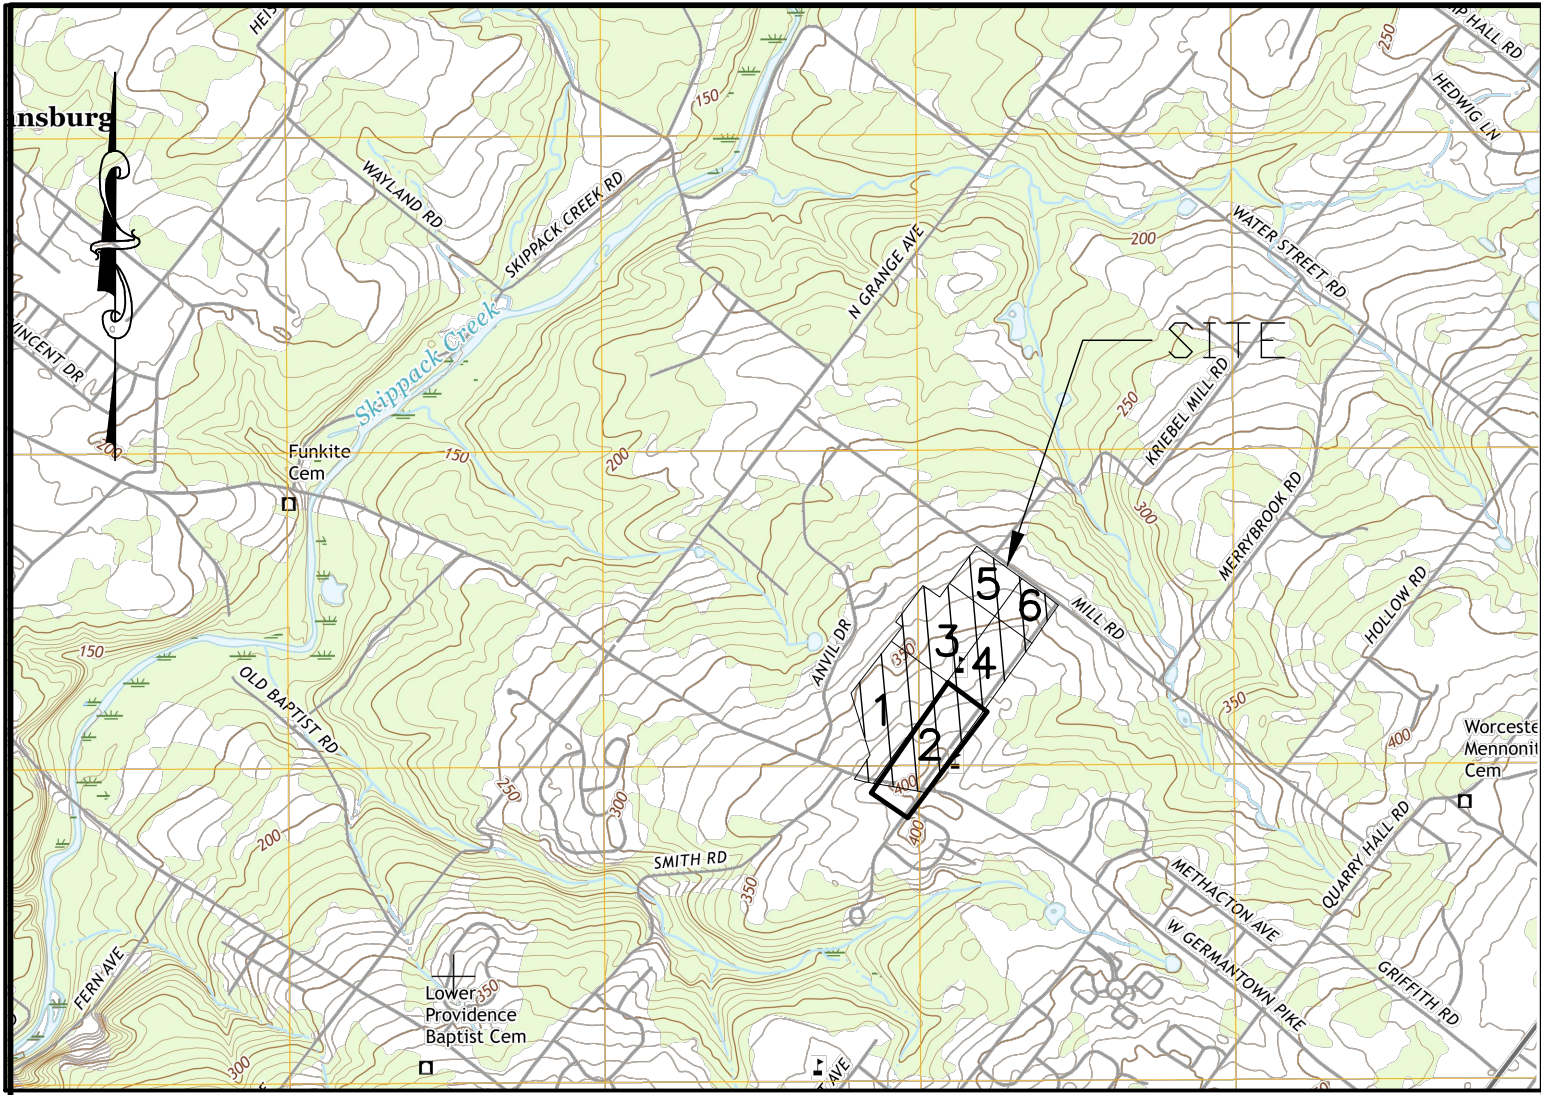 HEDWIG LN
ansburg
150
250
WAYLAND RD
SKIPPACK CREEK RD
N GRANGE AVE
200
WATER STREET RD
SITE
VINCENT DR
Skippack Creek
200
Funkite
Cem
150
200
250
KRIEBEL MILL RD
300
MERRYBROOK RD
HOLLOW RD
5
6
MILL RD
3
350
4
ANVIL DR
1
2
400
400
150
OLD BAPTIST RD
250
300
200
SMITH RD
350
350
400
Mennonit
Cem
QUARRY HALL RD
METHACTON AVE
W GERMANTOWN PIKE
GRIFFITH RD
FERN AVE
Lower
Providence
Baptist Cem
350
300
AVE
HALL RD